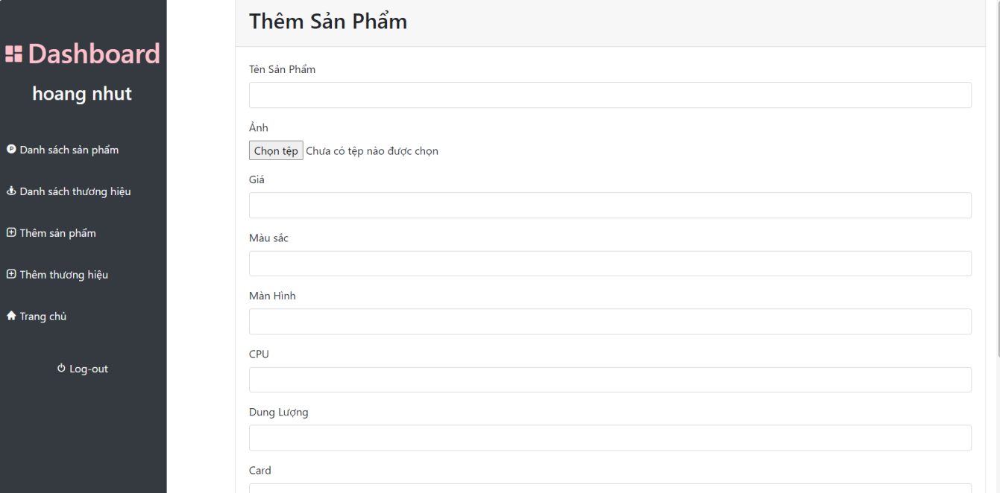 Dashboard
hoang nhut
Danh sách sản phẩm
Danh sách thương hiệu
Thêm sản phẩm
Thêm thương hiệu
Trang chủ
Log-out
Thêm Sản Phẩm
Tên Sản Phẩm
Ảnh
Chọn tệp Chưa có tệp nào được chọn
Giá
Màu sắc
Màn Hình
CPU
Dung Lượng
Card